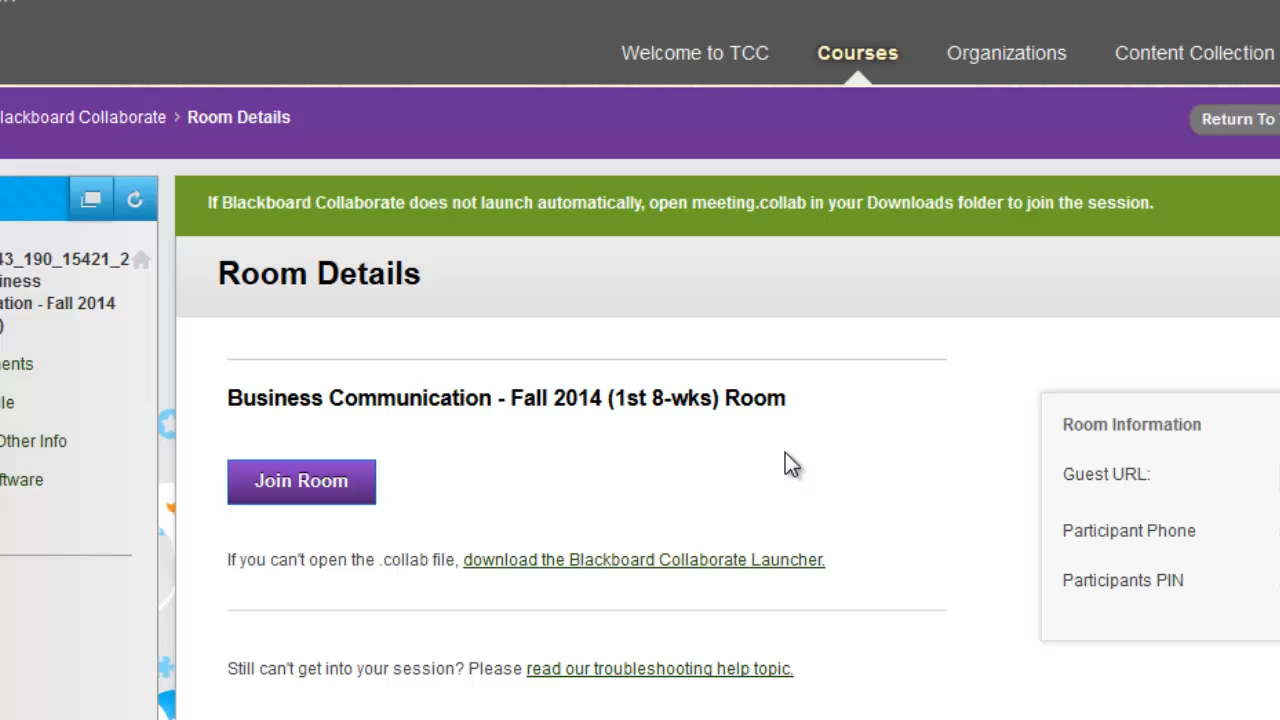 Welcome to TCC Courses Organizations Content Collection
lackboard Collaborate › Room Details
Return To
If Blackboard Collaborate does not launch automatically, open meeting.collab in your Downloads folder to join the session.
43_190_15421_2
iness
ation - Fall 2014
)
ents
ile
Other Info
ftware
Room Details
Business Communication - Fall 2014 (1st 8-wks) Room
Join Room
If you can't open the .collab file, download the Blackboard Collaborate Launcher.
Still can't get into your session? Please read our troubleshooting help topic.
Room Information
Guest URL:
Participant Phone
Participants PIN